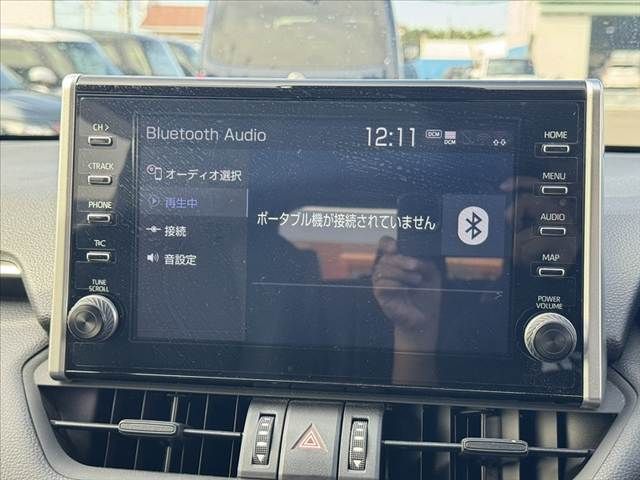 Bluetooth Audio
12:11
DCM
DCM
オーディオ選択
再生中
接続
音設定
ポータブル機が接続されていません
CH >
< TRACK
PHONE
T&C
TUNE
SCROLL
HOME
MENU
AUDIO
MAP
POWER
VOLUME